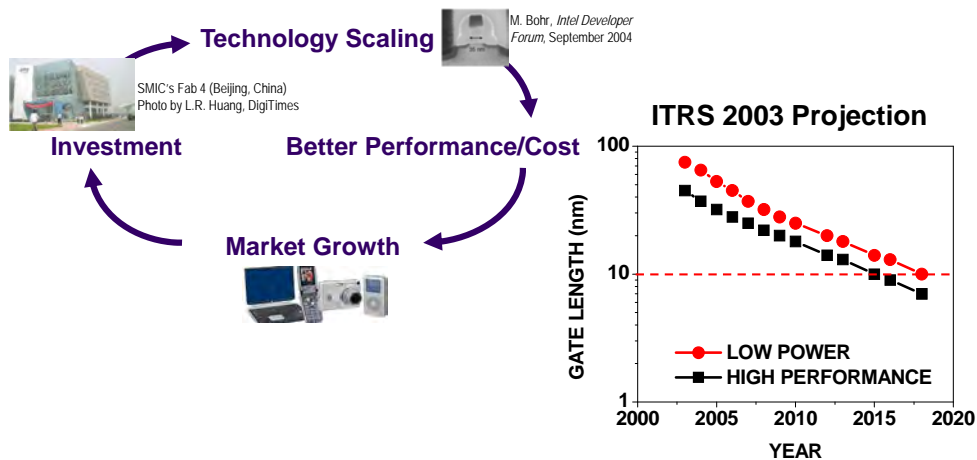 Technology Scaling
M. Bohr, Intel Developer
Forum, September 2004
SMIC's Fab 4 (Beijing, China)
Photo by L.R. Huang, DigiTimes
Investment
Better Performance/Cost
Market Growth
ITRS 2003 Projection
100
10
1
GATE LENGTH (nm)
LOW POWER
HIGH PERFORMANCE
2000 2005 2010 2015 2020
YEAR